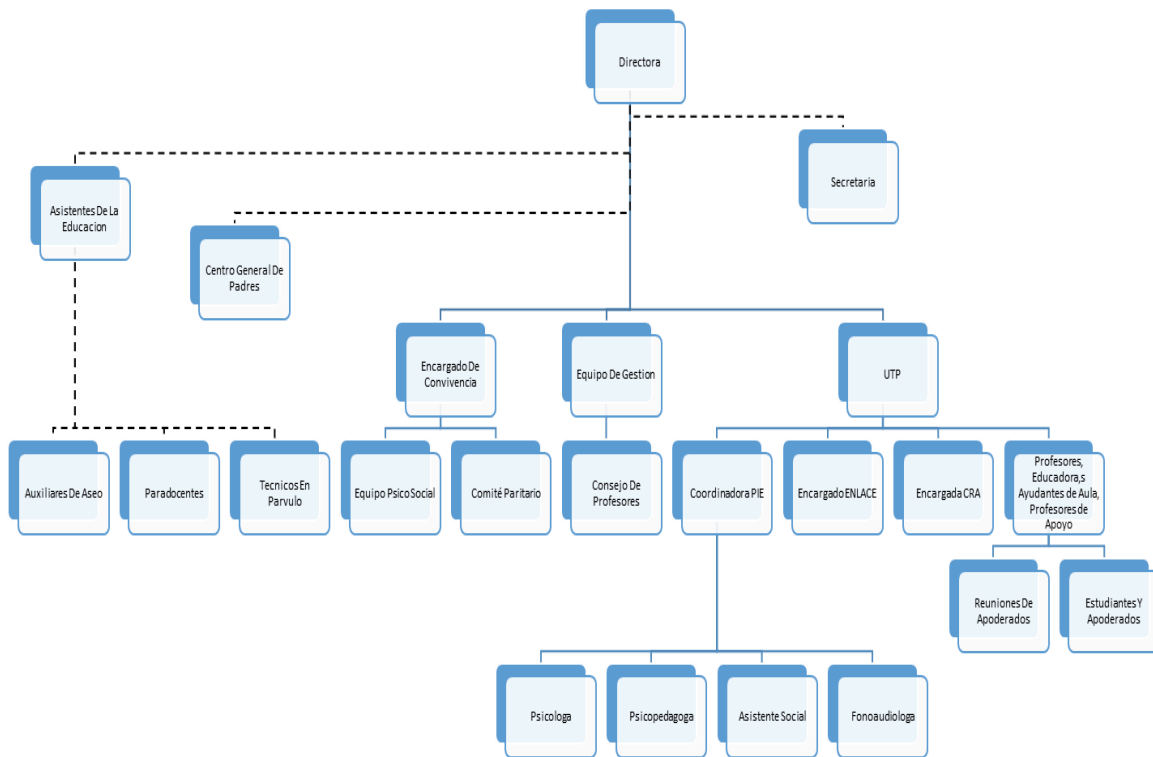 Directora
Secretaria
Asistentes De La
Educacion
Centro General De
Padres
Encargado De
Convivencia
Equipo De Gestion
UTP
Auxiliares De Aseo
Paradocentes
Tecnicos En
Parvulo
Equipo Psico Social
Comité Paritario
Consejo De
Profesores
Coordinadora PIE
Encargado ENLACE
Encargada CRA
Profesores,
Educadora,s
Ayudantes de Aula,
Profesores de
Apoyo
Reuniones De
Apoderados
Estudiantes Y
Apoderados
Psicologa
Psicopedagoga
Asistente Social
Fonoaudiologa